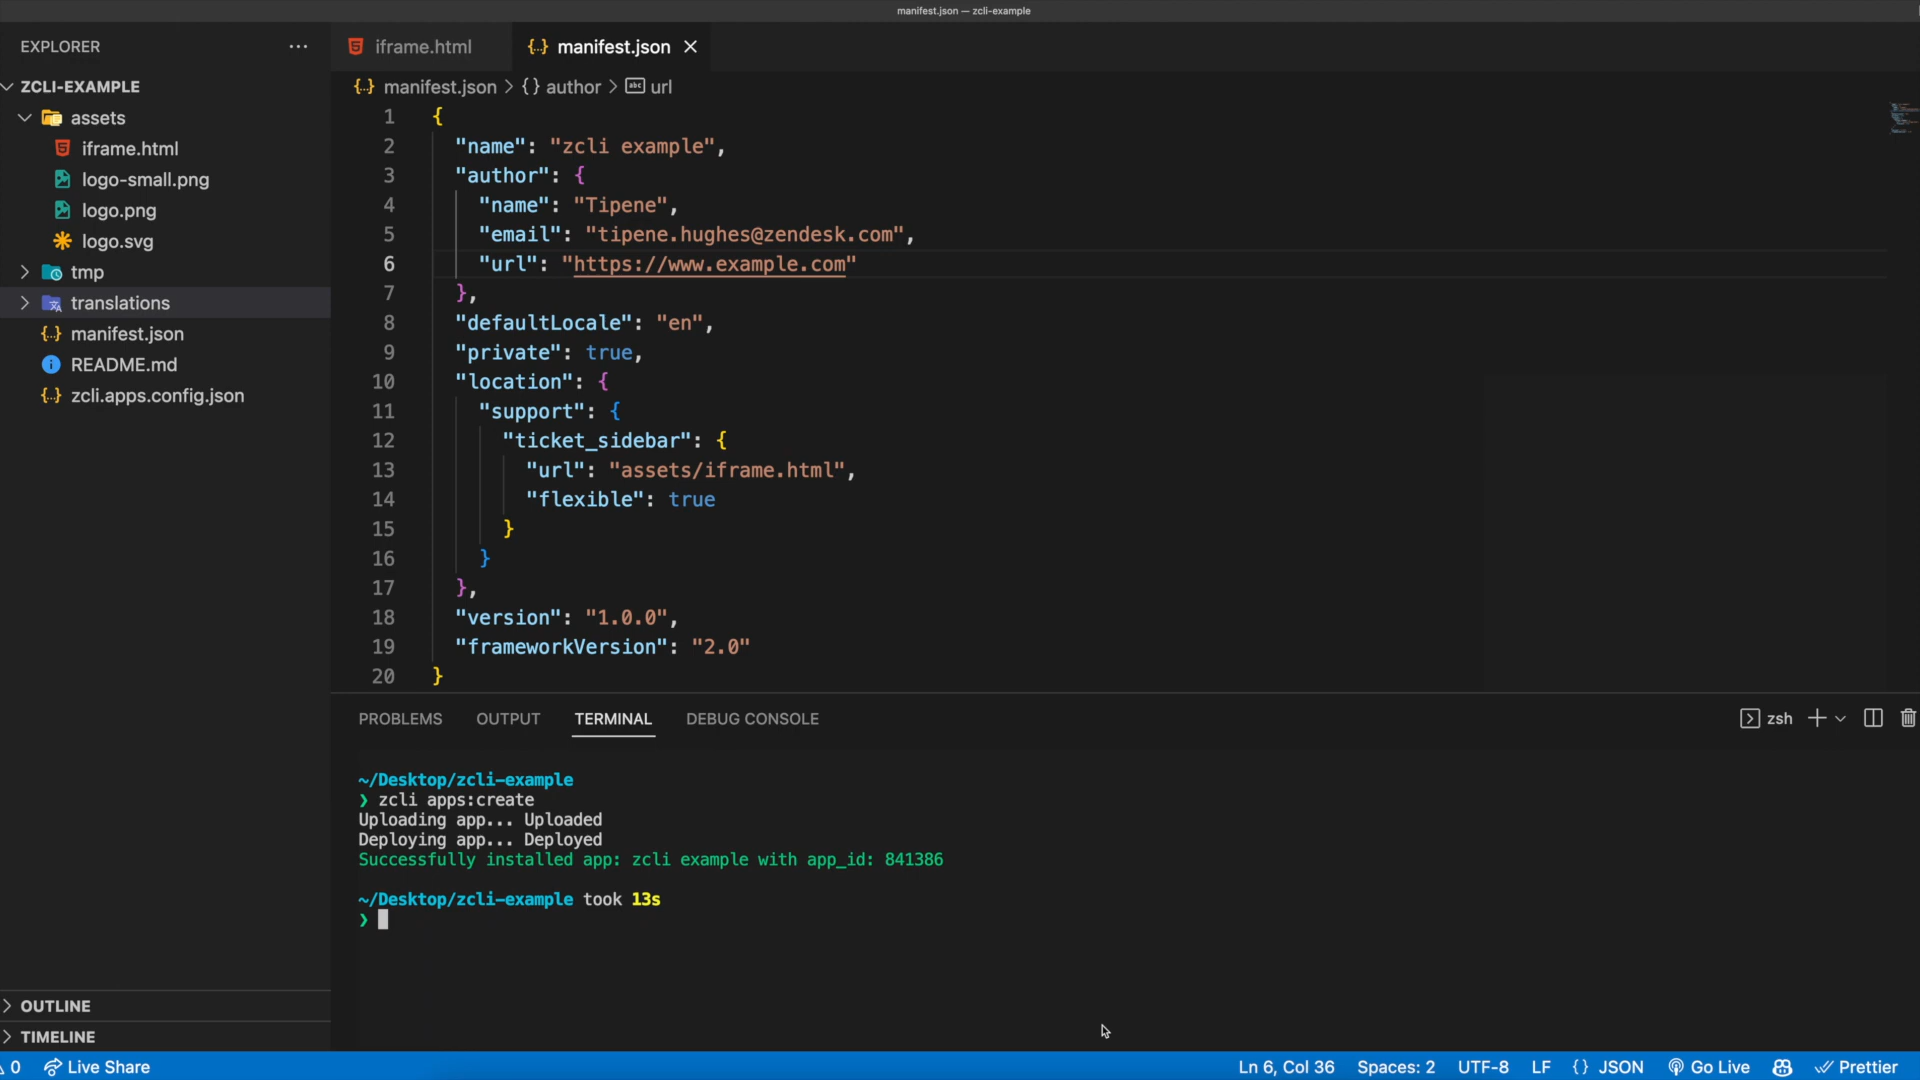 manifest.json — zcli-example
EXPLORER
ZCLI-EXAMPLE
assets
iframe.html
logo-small.png
logo.png
logo.svg
tmp
translations
manifest.json
README.md
zcli.apps.config.json
OUTLINE
TIMELINE
iframe.html
manifest.json
manifest.json > {} author > abc url
1 {
2 "name": "zcli example",
3 "author": {
4 "name": "Tipene",
5 "email": "tipene.hughes@zendesk.com",
6 "url": "https://www.example.com"
7 },
8 "defaultLocale": "en",
9 "private": true,
10 "location": {
11 "support": {
12 "ticket_sidebar": {
13 "url": "assets/iframe.html",
14 "flexible": true
15 }
16 }
17 },
18 "version": "1.0.0",
19 "frameworkVersion": "2.0"
20 }
PROBLEMS OUTPUT TERMINAL DEBUG CONSOLE
zsh
~/Desktop/zcli-example
❯ zcli apps:create
Uploading app... Uploaded
Deploying app... Deployed
Successfully installed app: zcli example with app_id: 841386
~/Desktop/zcli-example took 13s
❯
0 Live Share
Ln 6, Col 36 Spaces: 2 UTF-8 LF {} JSON Go Live Prettier